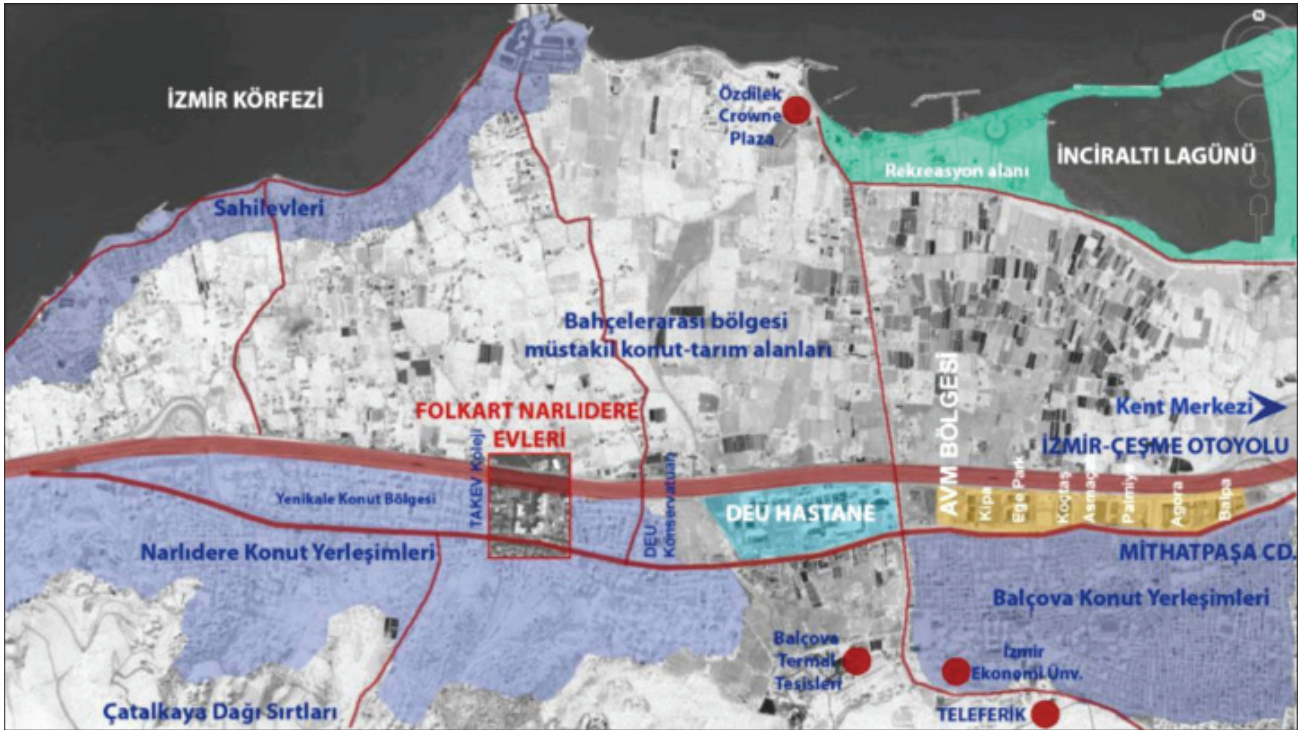 İZMİR KÖRFEZİ
Özdilek
Crowne
Plaza
İNCİRALTI LAGÜNÜ
Rekreasyon alanı
Sahilevleri
Bahçelerarası bölgesi
müstakil konut-tarım alanları
AVM BÖLGESİ
Kent Merkezi
FOLKART NARLIDERE
EVLERİ
İZMİR-ÇEŞME OTOYOLU
TAKEV Koleji
Yenikale Konut Bölgesi
DEU
Konservatuarı
DEU HASTANE
Kipa
Ege Park
Koçtaş
Asmaçatı
Palmiye
Agora
Balpa
Narlıdere Konut Yerleşimleri
MİTHATPAŞA CD.
Balçova Konut Yerleşimleri
Balçova
Termal
Tesisleri
İzmir
Ekonomi Ünv.
Çatalkaya Dağı Sırtları
TELEFERİK